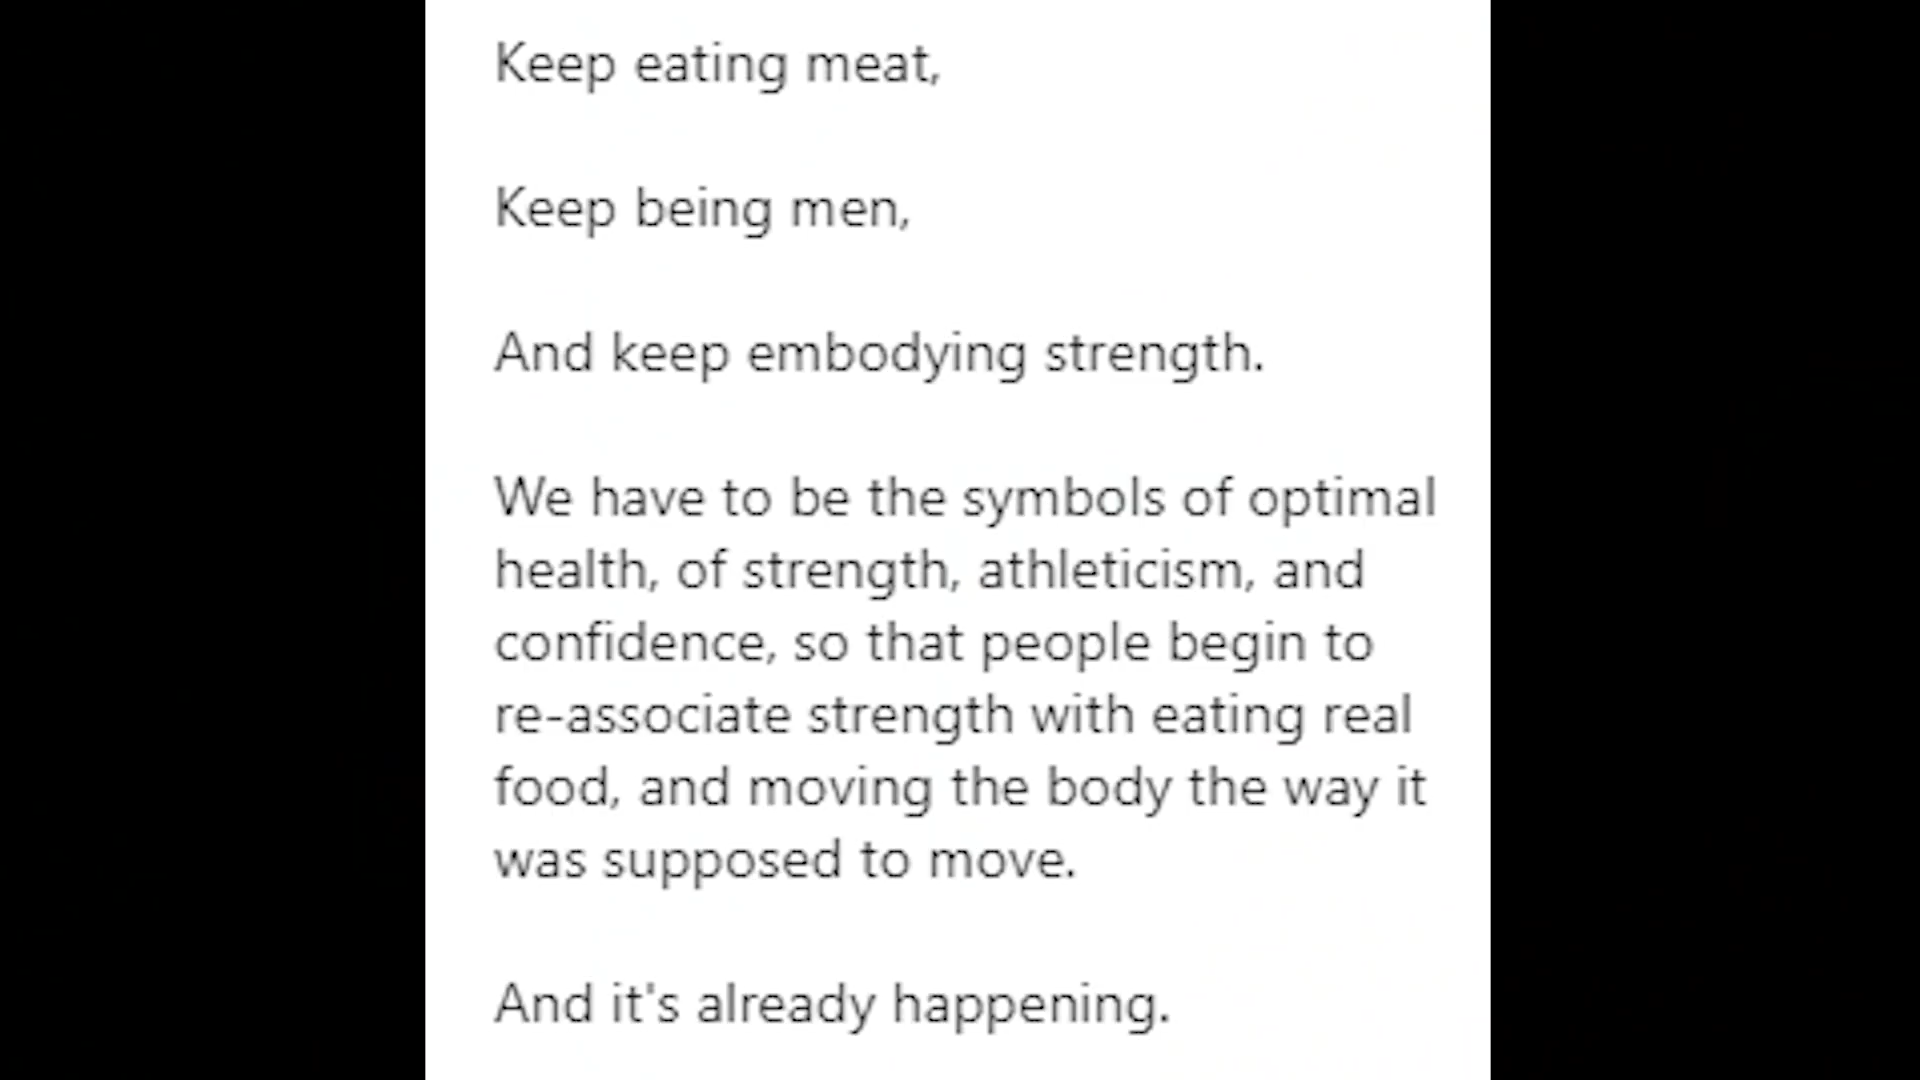 Keep eating meat,
Keep being men,
And keep embodying strength.
We have to be the symbols of optimal
health, of strength, athleticism, and
confidence, so that people begin to
re-associate strength with eating real
food, and moving the body the way it
was supposed to move.
And it's already happening.